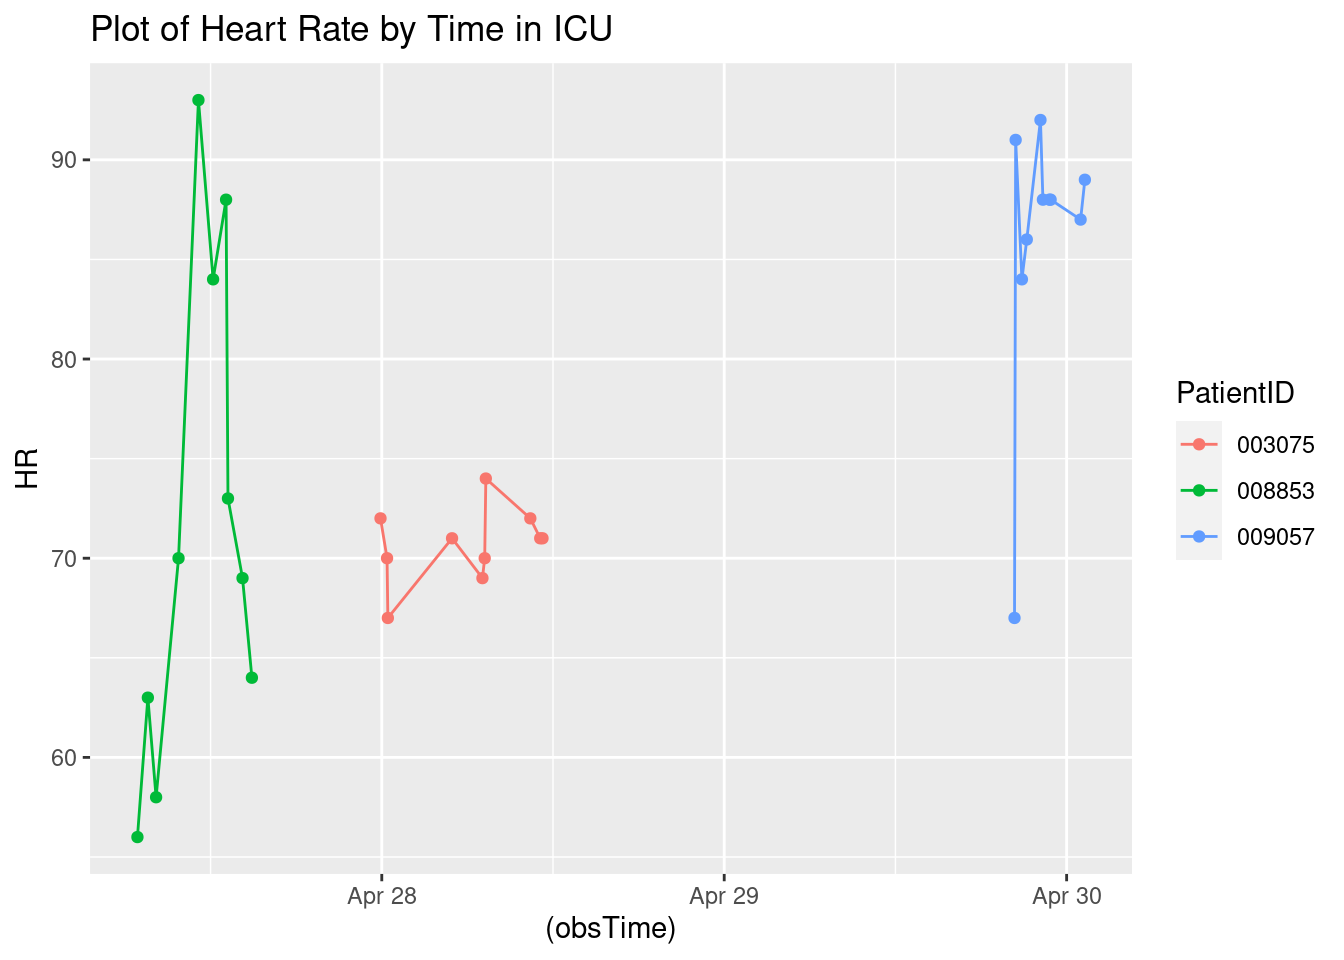 Plot of Heart Rate by Time in ICU
HR
90
80
70
60
Apr 28
Apr 29
Apr 30
(obsTime)
PatientID
003075
008853
009057